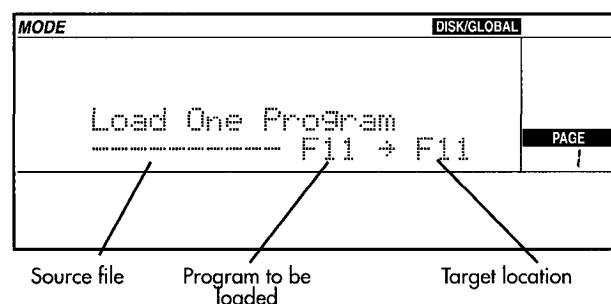 MODE DISK/GLOBAL
Load One Program
------------- F11 → F11
PAGE
1
Source file Program to be loaded Target location